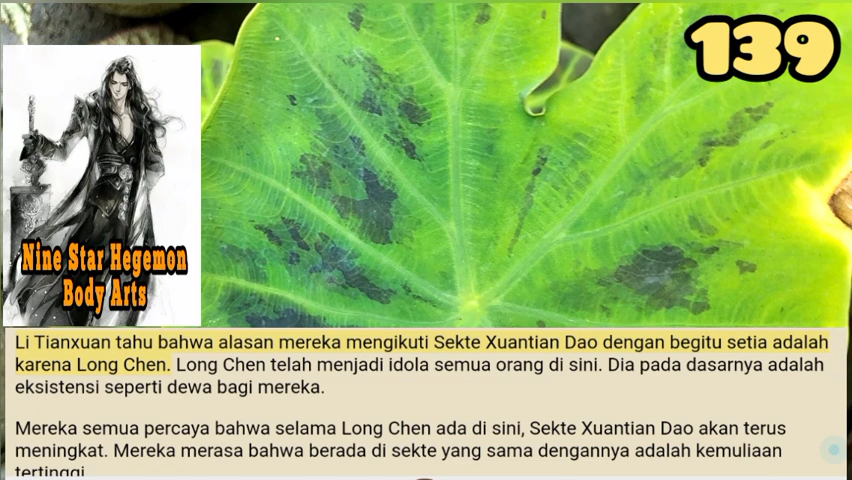 139
Nine Star Hegemon
Body Arts
Li Tianxuan tahu bahwa alasan mereka mengikuti Sekte Xuantian Dao dengan begitu setia adalah
karena Long Chen. Long Chen telah menjadi idola semua orang di sini. Dia pada dasarnya adalah
eksistensi seperti dewa bagi mereka.
Mereka semua percaya bahwa selama Long Chen ada di sini, Sekte Xuantian Dao akan terus
meningkat. Mereka merasa bahwa berada di sekte yang sama dengannya adalah kemuliaan
tertinggi